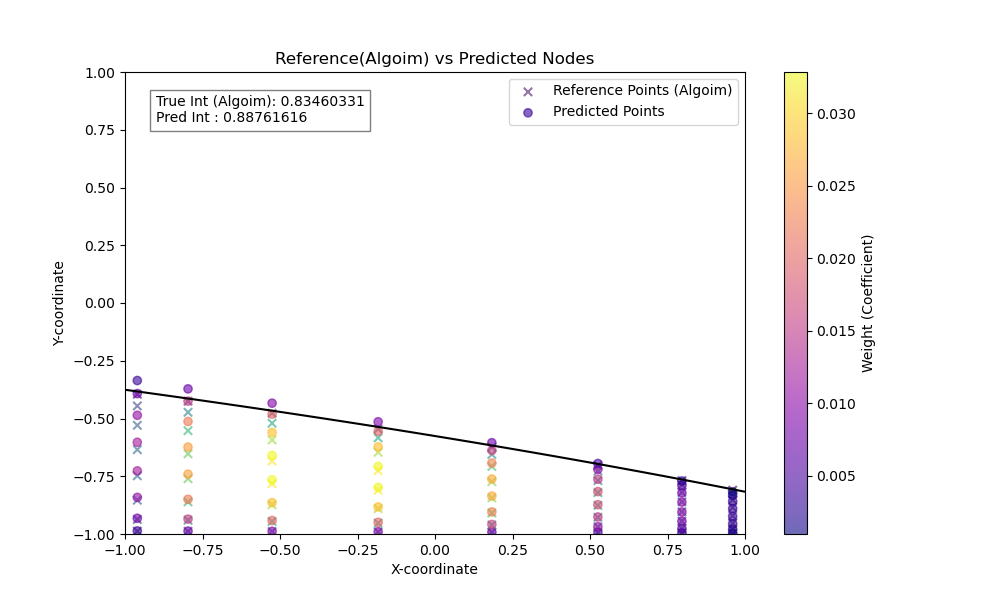 Reference(Algoim) vs Predicted Nodes
True Int (Algoim): 0.83460331
Pred Int : 0.88761616
Reference Points (Algoim)
Predicted Points
1.00
0.75
0.50
0.25
0.00
−0.25
−0.50
−0.75
−1.00
Y-coordinate
−1.00 −0.75 −0.50 −0.25 0.00 0.25 0.50 0.75 1.00
X-coordinate
0.030
0.025
0.020
0.015
0.010
0.005
Weight (Coefficient)